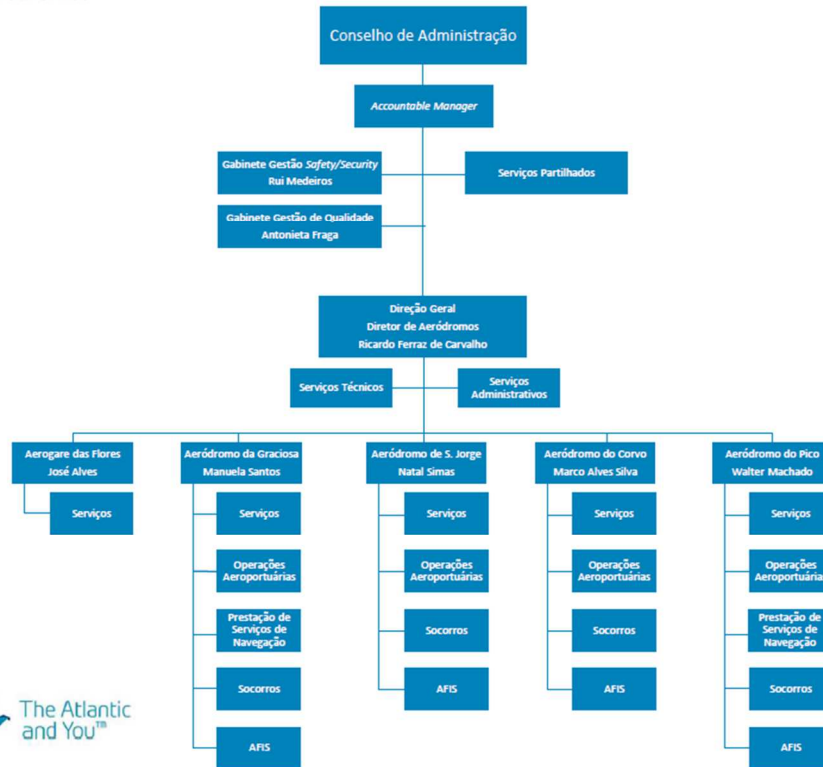 Conselho de Administração
Accountable Manager
Gabinete Gestão Safety/Security
Rui Medeiros
Serviços Partilhados
Gabinete Gestão de Qualidade
Antonieta Fraga
Direção Geral
Diretor de Aeródromos
Ricardo Ferraz de Carvalho
Serviços Técnicos
Serviços
Administrativos
Aerogare das Flores
José Alves
Serviços
Aeródromo da Graciosa
Manuela Santos
Serviços
Operações
Aeroportuárias
Prestação de
Serviços de
Navegação
Socorros
AFIS
Aeródromo de S. Jorge
Natal Simas
Serviços
Operações
Aeroportuárias
Socorros
AFIS
Aeródromo do Corvo
Marco Alves Silva
Serviços
Operações
Aeroportuárias
Socorros
AFIS
Aeródromo do Pico
Walter Machado
Serviços
Operações
Aeroportuárias
Prestação de
Serviços de
Navegação
Socorros
AFIS
The Atlantic
and You™